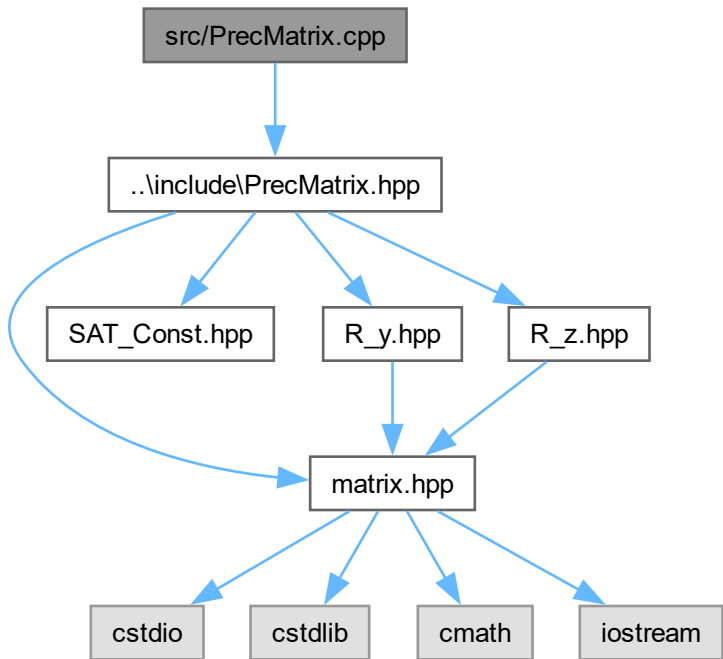 src/PrecMatrix.cpp
..\include\PrecMatrix.hpp
SAT_Const.hpp
R_y.hpp
R_z.hpp
matrix.hpp
cstdio
cstdlib
cmath
iostream